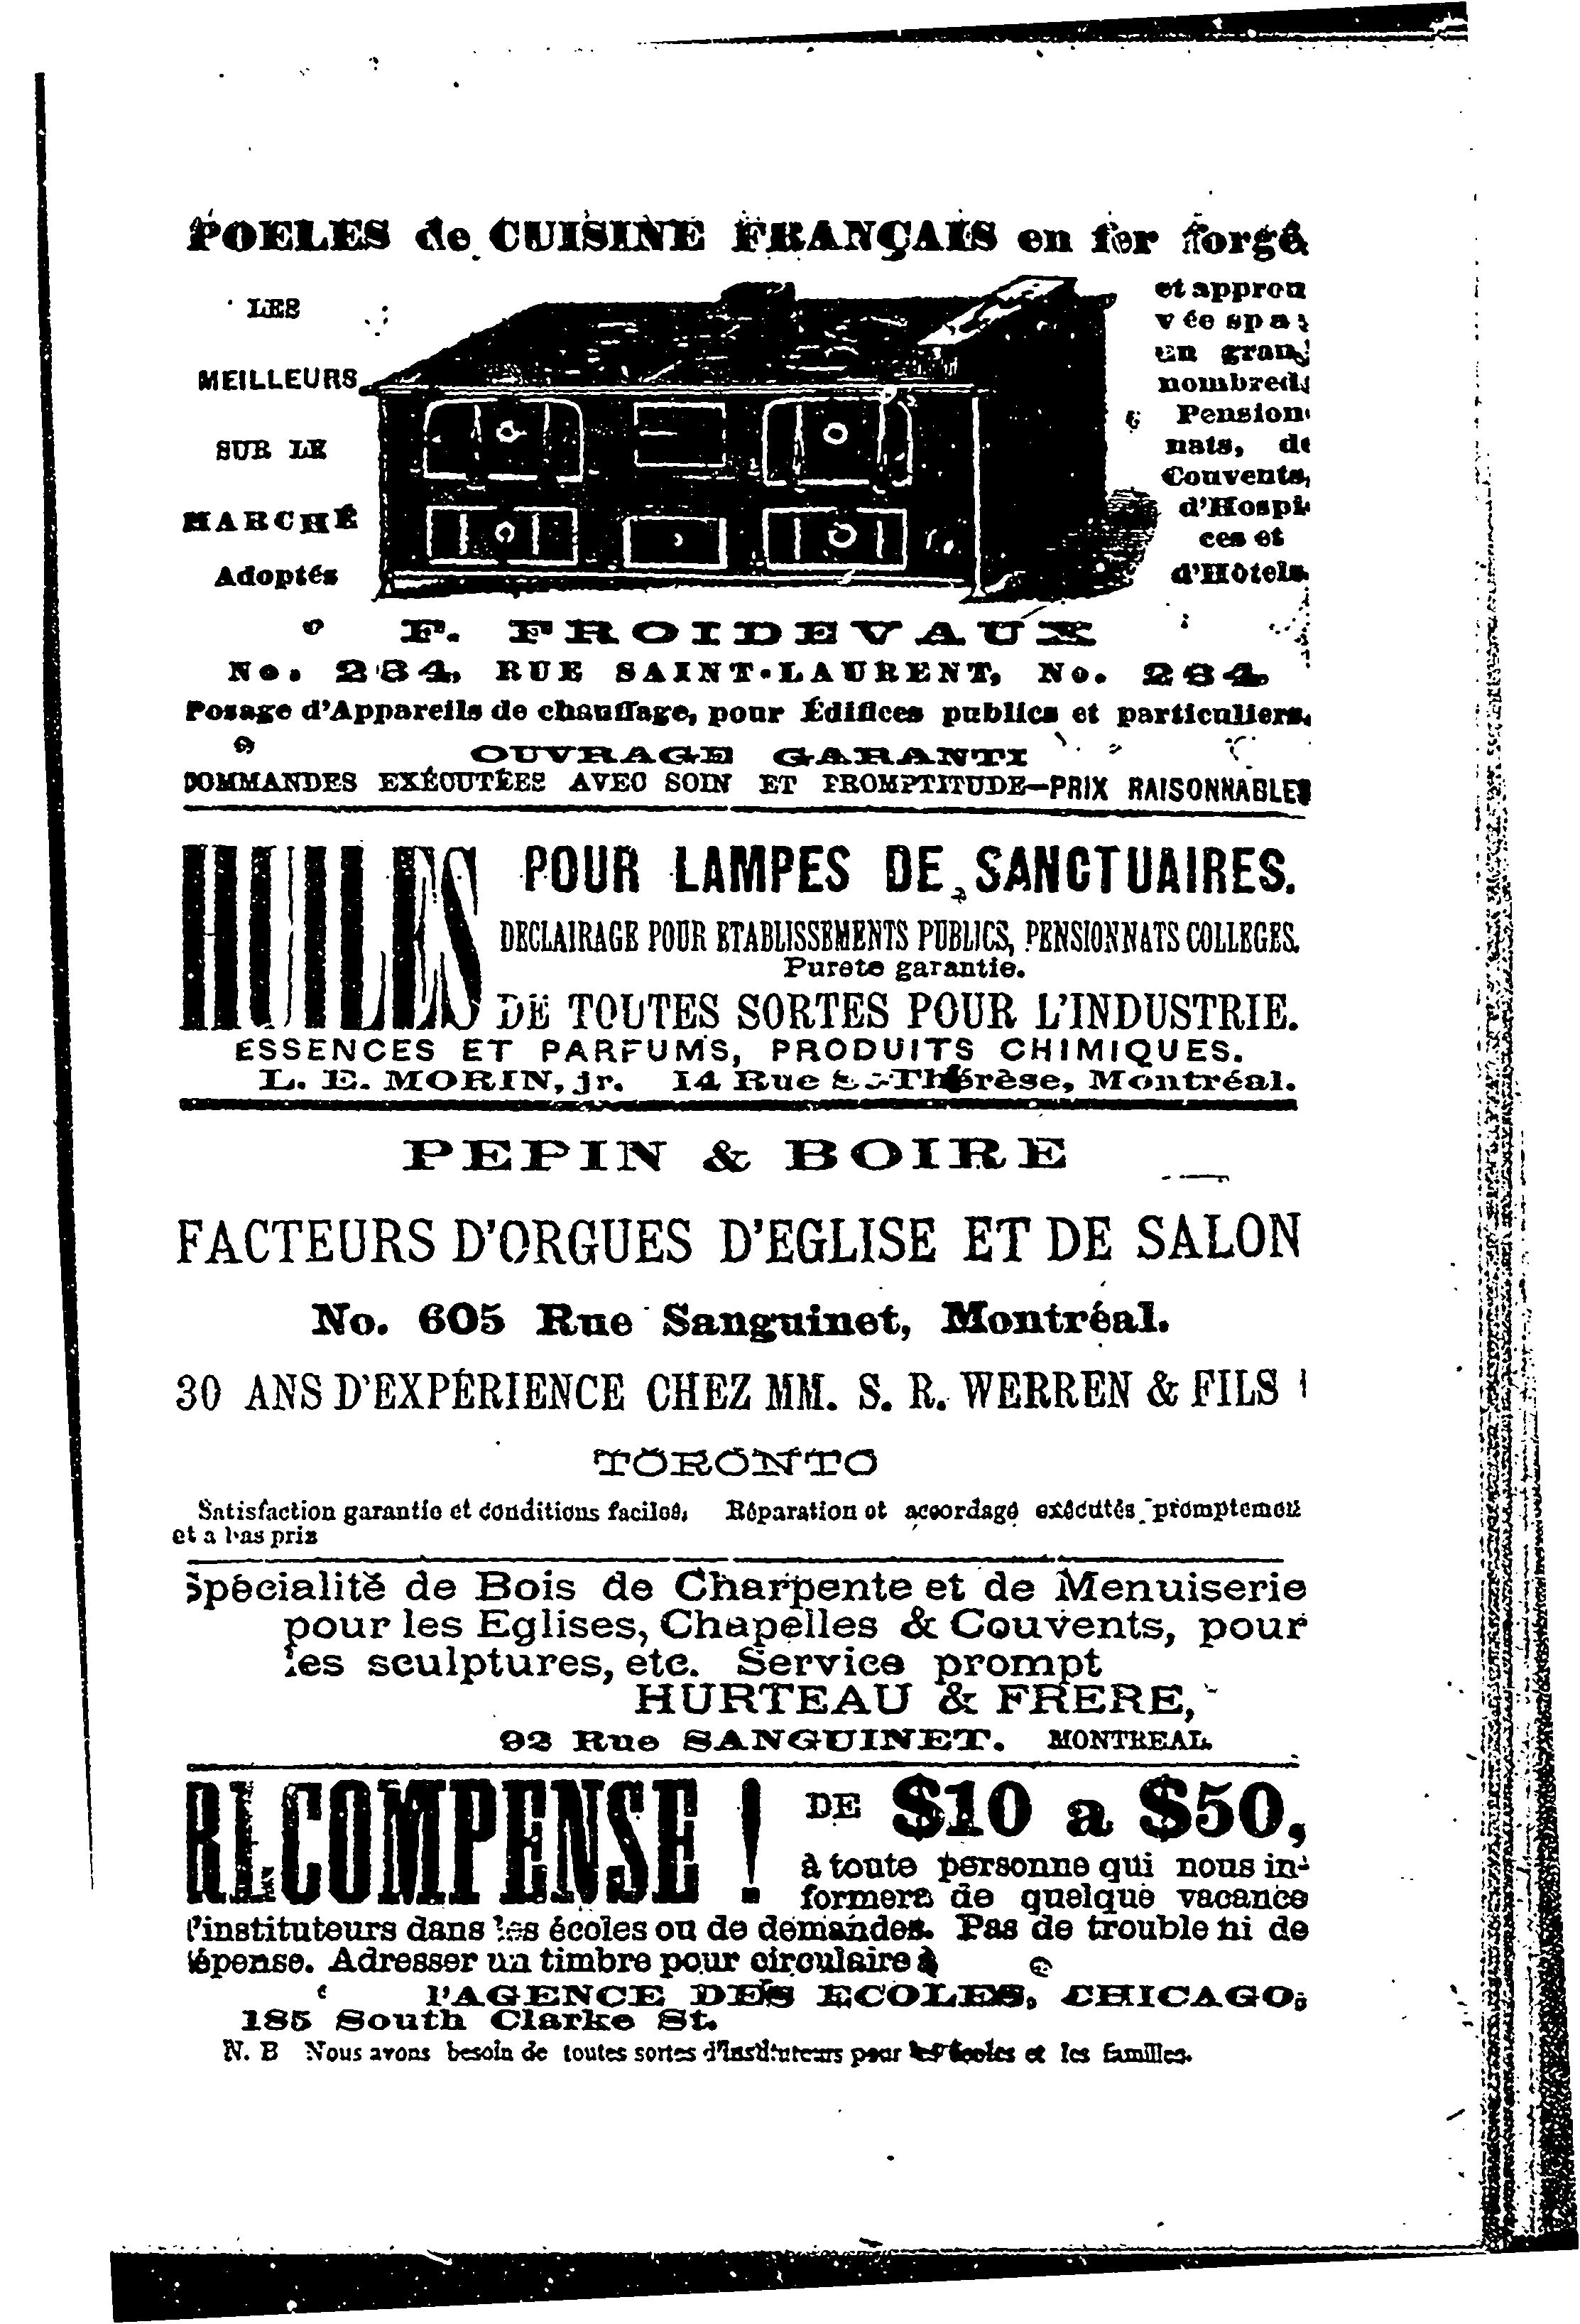 POELES de CUISINE FRANÇAIS en fer forgé
LES
MEILLEURS
SUR LE
MARCHÉ
Adoptés
et approu
vées par
un grand
nombre de
Pension
nats, de
Couvents,
d'Hospi-
ces et
d'Hôtels.
F. FROIDEVAUX
No. 284, RUE SAINT-LAURENT, No. 284,
Posage d'Appareils de chauffage, pour Édifices publics et particuliers.
OUVRAGE GARANTI
COMMANDES EXÉCUTÉES AVEC SOIN ET PROMPTITUDE—PRIX RAISONNABLES
HUILES POUR LAMPES DE SANCTUAIRES.
DECLAIRAGE POUR ETABLISSEMENTS PUBLICS, PENSIONNATS COLLEGES.
Purete garantie.
DE TOUTES SORTES POUR L'INDUSTRIE.
ESSENCES ET PARFUMS, PRODUITS CHIMIQUES.
L. E. MORIN, jr. 14 Rue Thérèse, Montréal.
PEPIN & BOIRE
FACTEURS D'ORGUES D'EGLISE ET DE SALON
No. 605 Rue Sanguinet, Montréal.
30 ANS D'EXPÉRIENCE CHEZ MM. S. R. WERREN & FILS
TORONTO
Satisfaction garantie et conditions faciles, Réparation et accordage exécutés promptement
et a bas prix
Spécialité de Bois de Charpente et de Menuiserie
pour les Eglises, Chapelles & Couvents, pour
les sculptures, etc. Service prompt
HURTEAU & FRERE,
92 Rue SANGUINET. MONTREAL.
RECOMPENSE ! DE $10 a $50,
à toute personne qui nous in-
formera de quelque vacance
d'instituteurs dans les écoles ou de demandes. Pas de trouble ni de
dépense. Adresser un timbre pour circulaire à
l'AGENCE DES ECOLES, CHICAGO,
185 South Clarke St.
N. B Nous avons besoin de toutes sortes d'instituteurs pour les écoles et les familles.